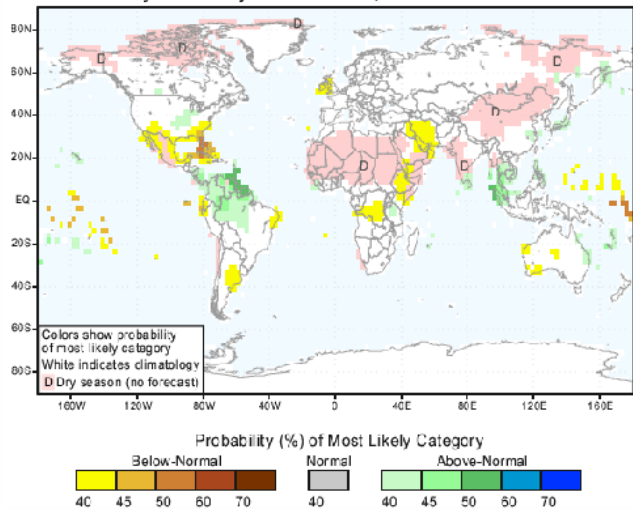 80N
D
D
D
60N
D
40N
D
20N
D
D
EQ
20S
40S
60S
80S
Colors show probability
of most likely category
White indicates climatology
D Dry season (no forecast)
160W 120W 80W 40W 0 40E 80E 120E 160E
Probability (%) of Most Likely Category
Below-Normal Normal Above-Normal
40 45 50 60 70 40 40 45 50 60 70